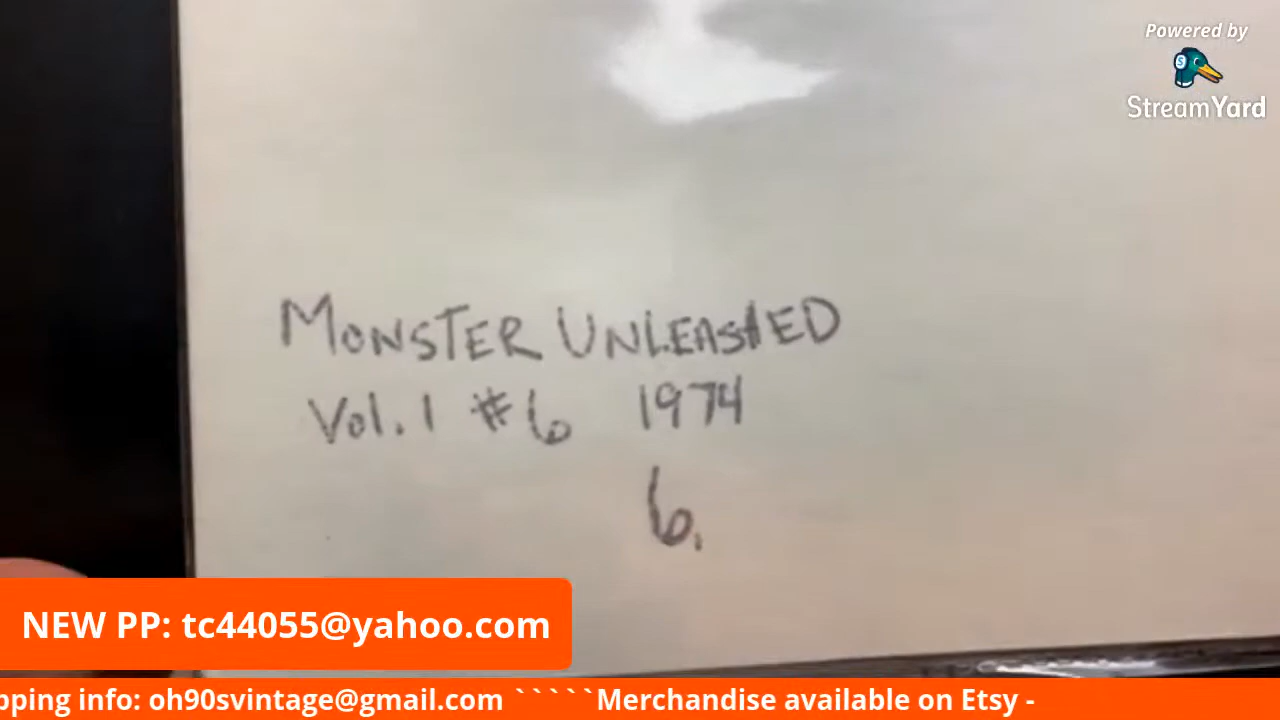 Powered by
StreamYard
MONSTER UNLEASHED
Vol. 1 #6 1974
6.
NEW PP: tc44055@yahoo.com
pping info: oh90svintage@gmail.com `````Merchandise available on Etsy -